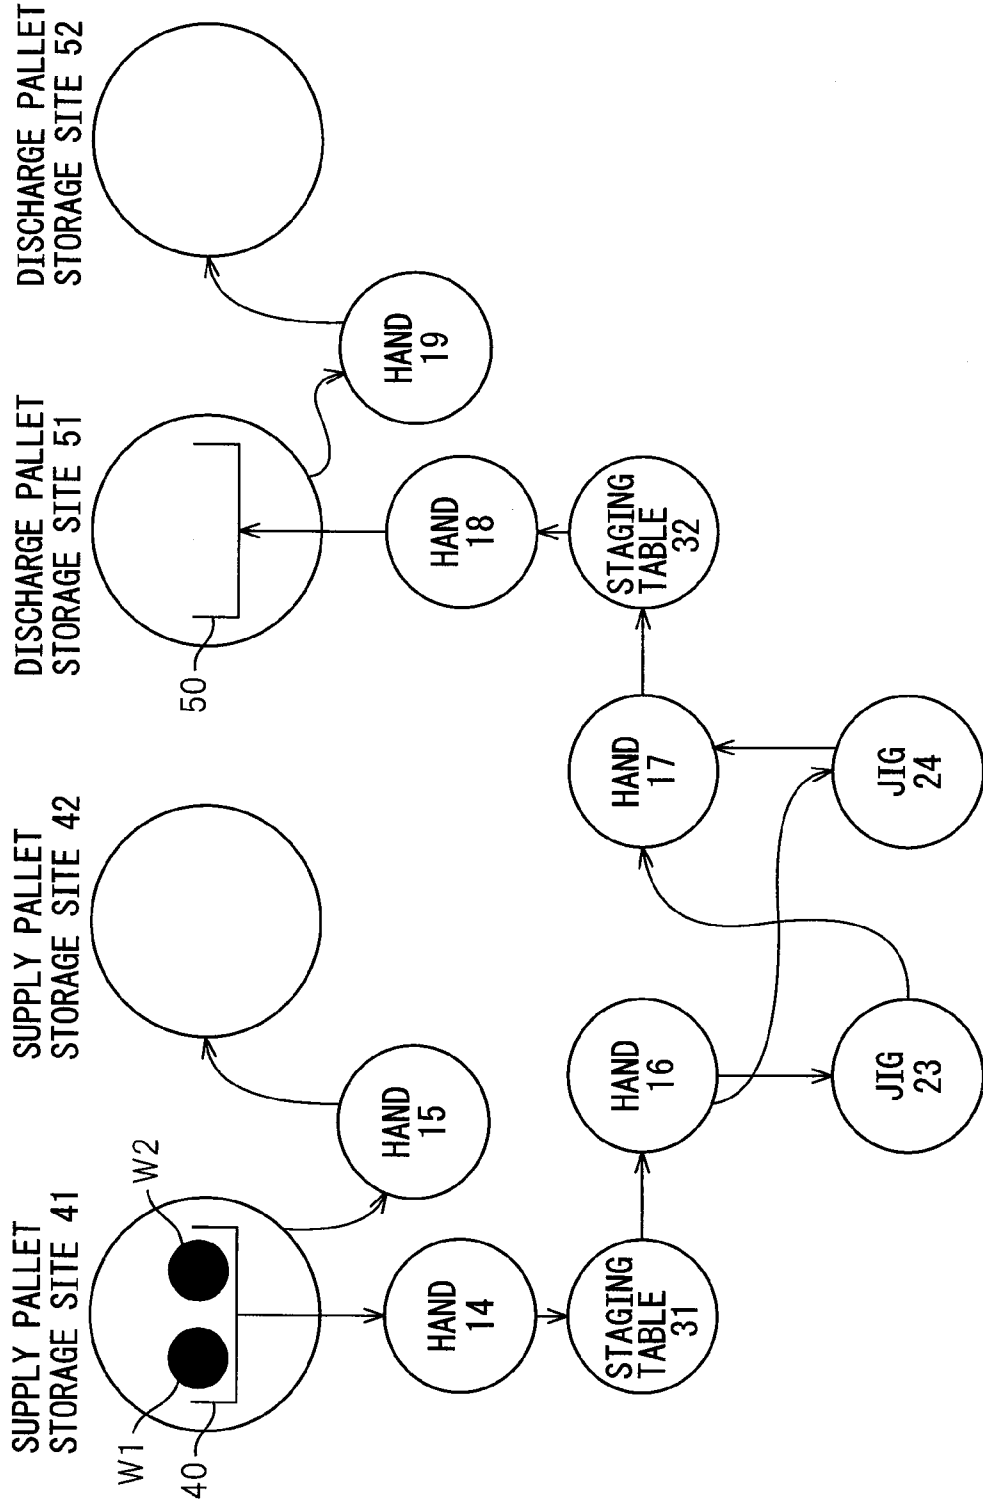 SUPPLY PALLET
STORAGE SITE 41
SUPPLY PALLET
STORAGE SITE 42
DISCHARGE PALLET
STORAGE SITE 51
DISCHARGE PALLET
STORAGE SITE 52
W1
W2
40
50
HAND
14
HAND
15
HAND
18
HAND
19
STAGING
TABLE
31
HAND
16
HAND
17
STAGING
TABLE
32
JIG
23
JIG
24